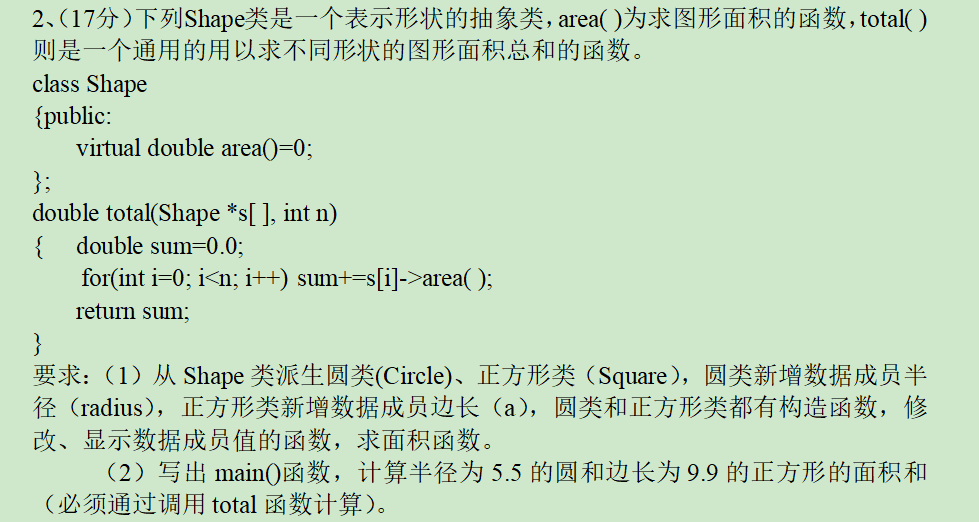 2、（17分）下列Shape类是一个表示形状的抽象类，area( )为求图形面积的函数，total( )
则是一个通用的用以求不同形状的图形面积总和的函数。
class Shape
{public:
virtual double area()=0;
};
double total(Shape *s[ ], int n)
{ double sum=0.0;
for(int i=0; i<n; i++) sum+=s[i]->area( );
return sum;
}
要求：（1）从 Shape 类派生圆类(Circle)、正方形类（Square），圆类新增数据成员半
径（radius），正方形类新增数据成员边长（a），圆类和正方形类都有构造函数，修
改、显示数据成员值的函数，求面积函数。
（2）写出 main()函数，计算半径为 5.5 的圆和边长为 9.9 的正方形的面积和
（必须通过调用 total 函数计算）。